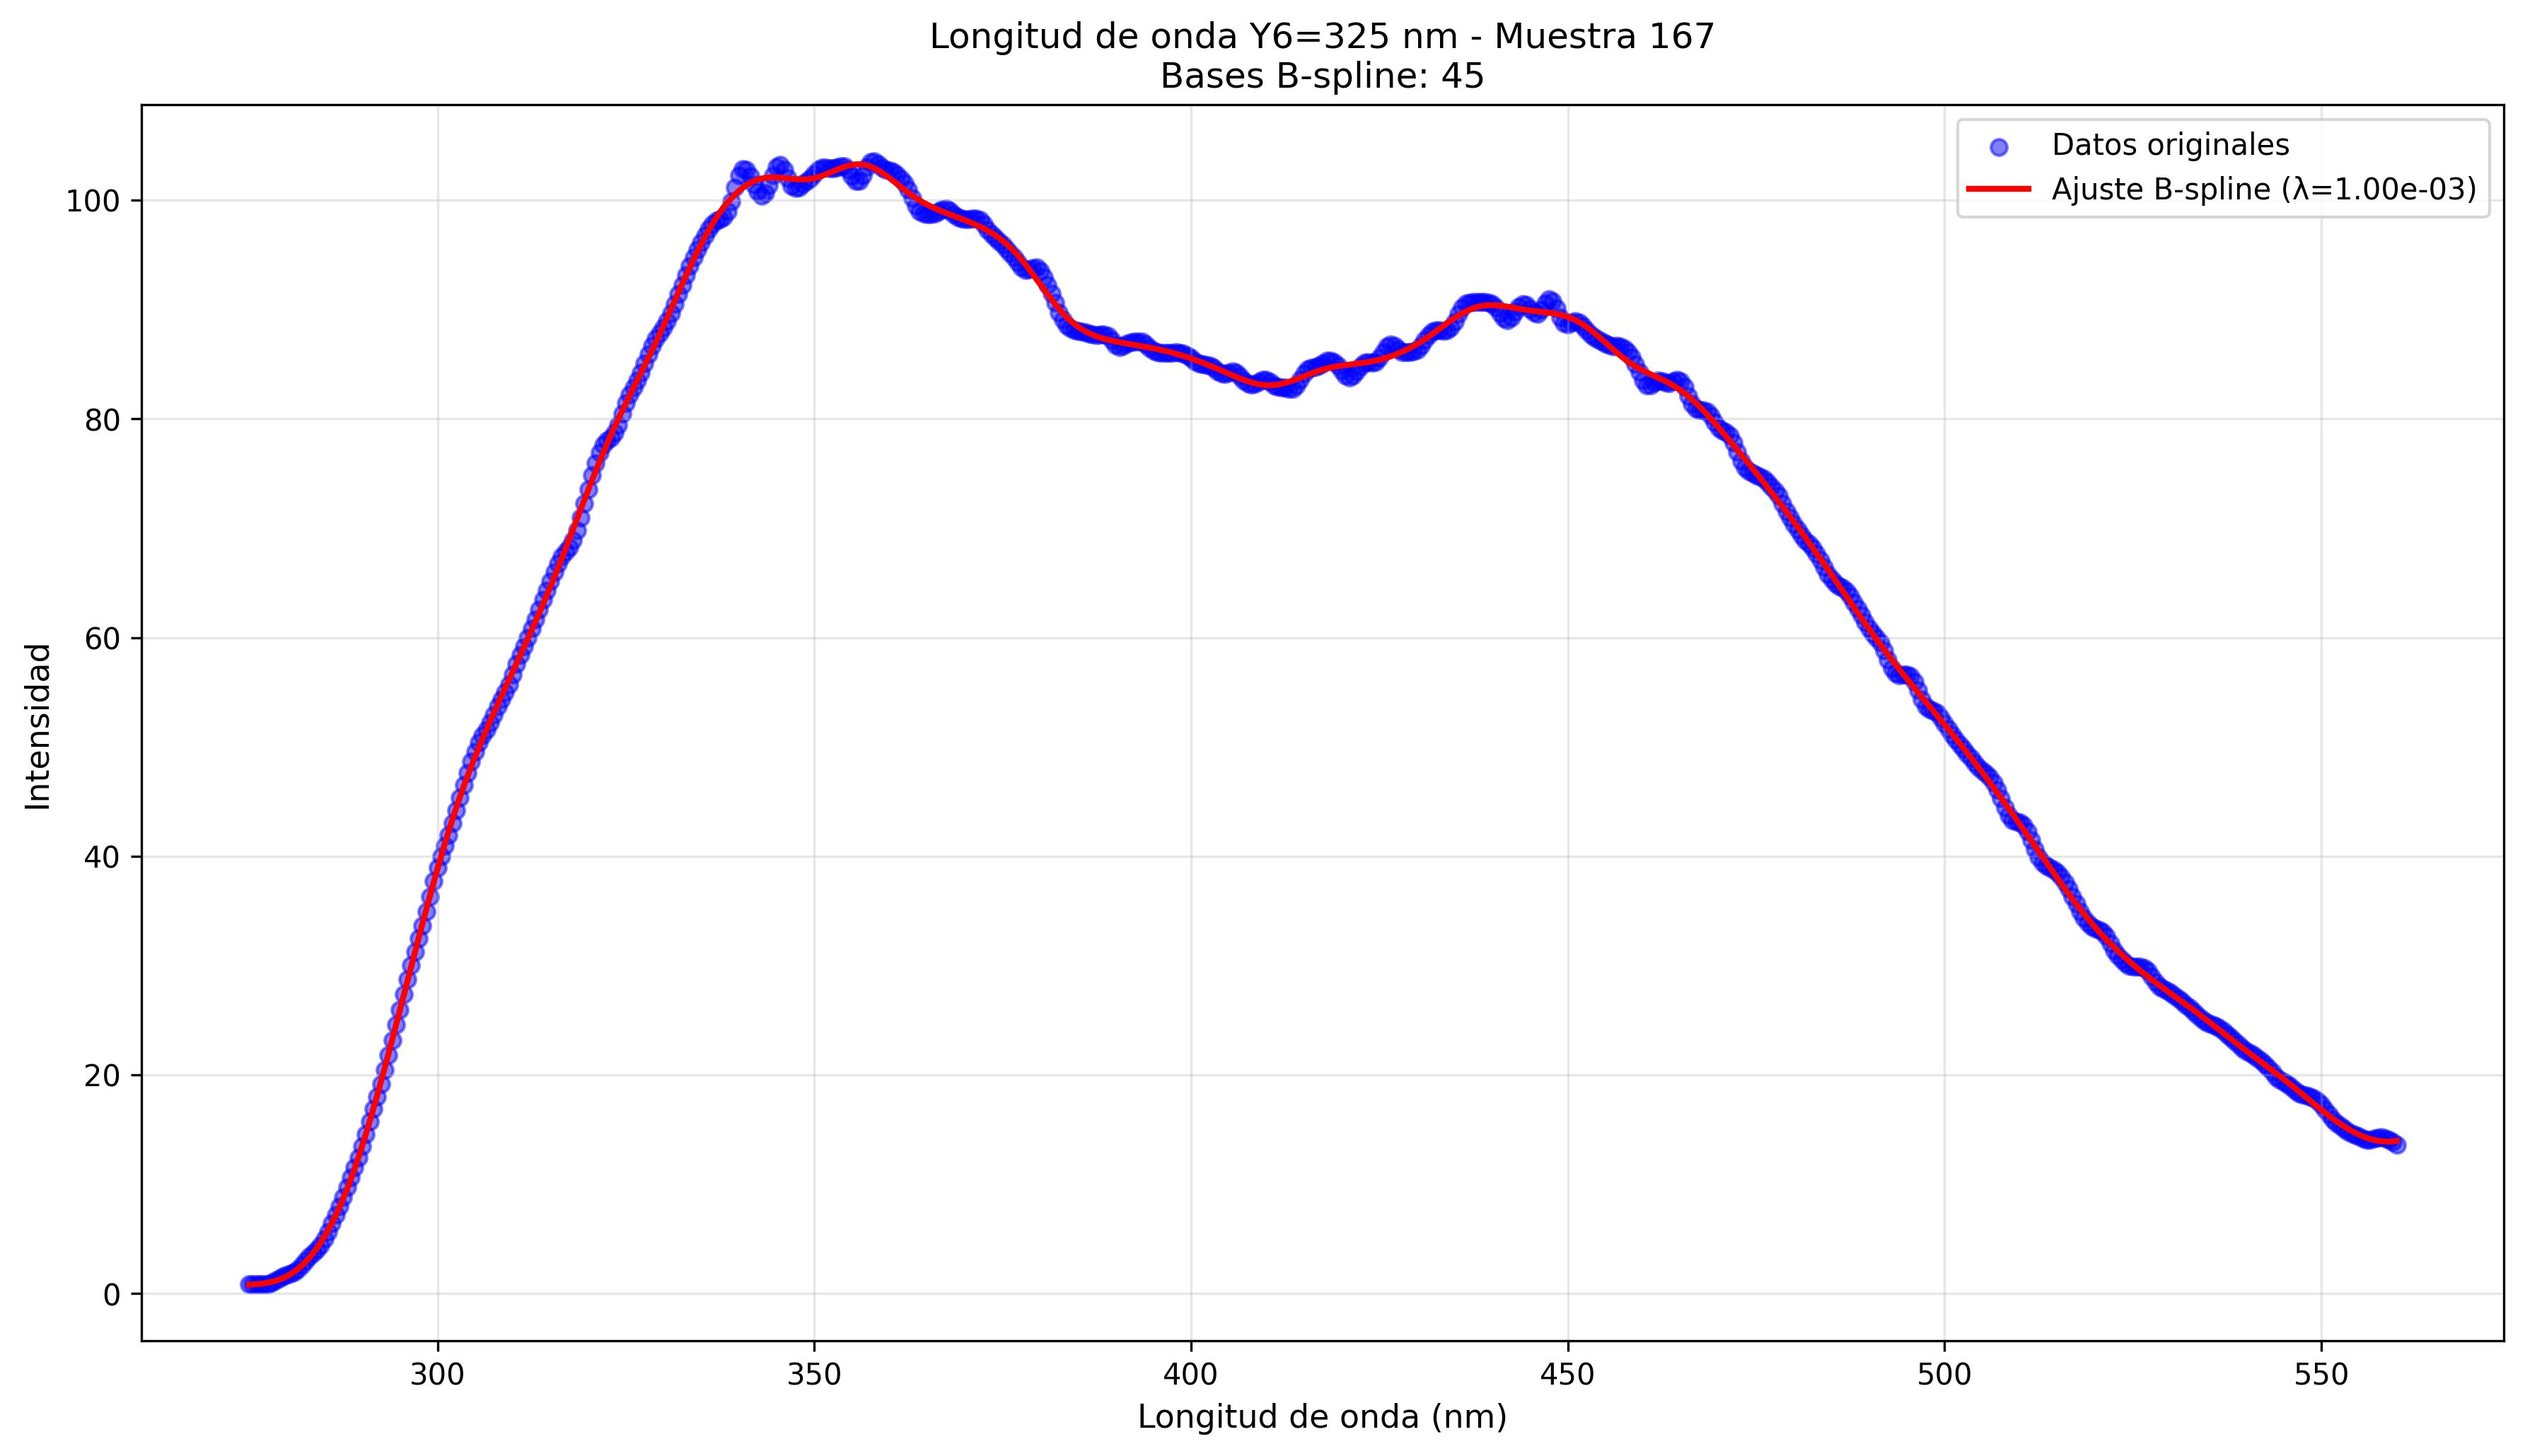 Longitud de onda Y6=325 nm - Muestra 167
Bases B-spline: 45
Datos originales
Ajuste B-spline (λ=1.00e-03)
Intensidad
100
80
60
40
20
0
300 350 400 450 500 550
Longitud de onda (nm)